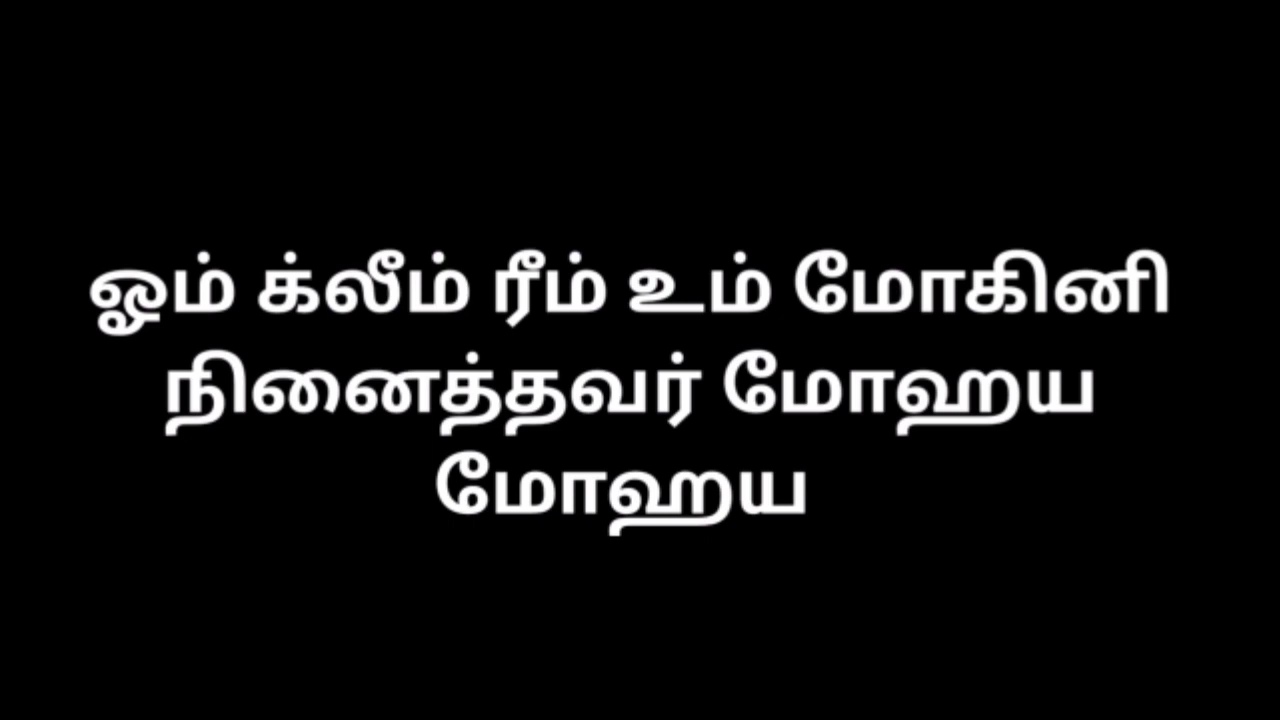 ஓம் க்லீம் ரீம் உம் மோகினி
நினைத்தவர் மோஹய
மோஹய